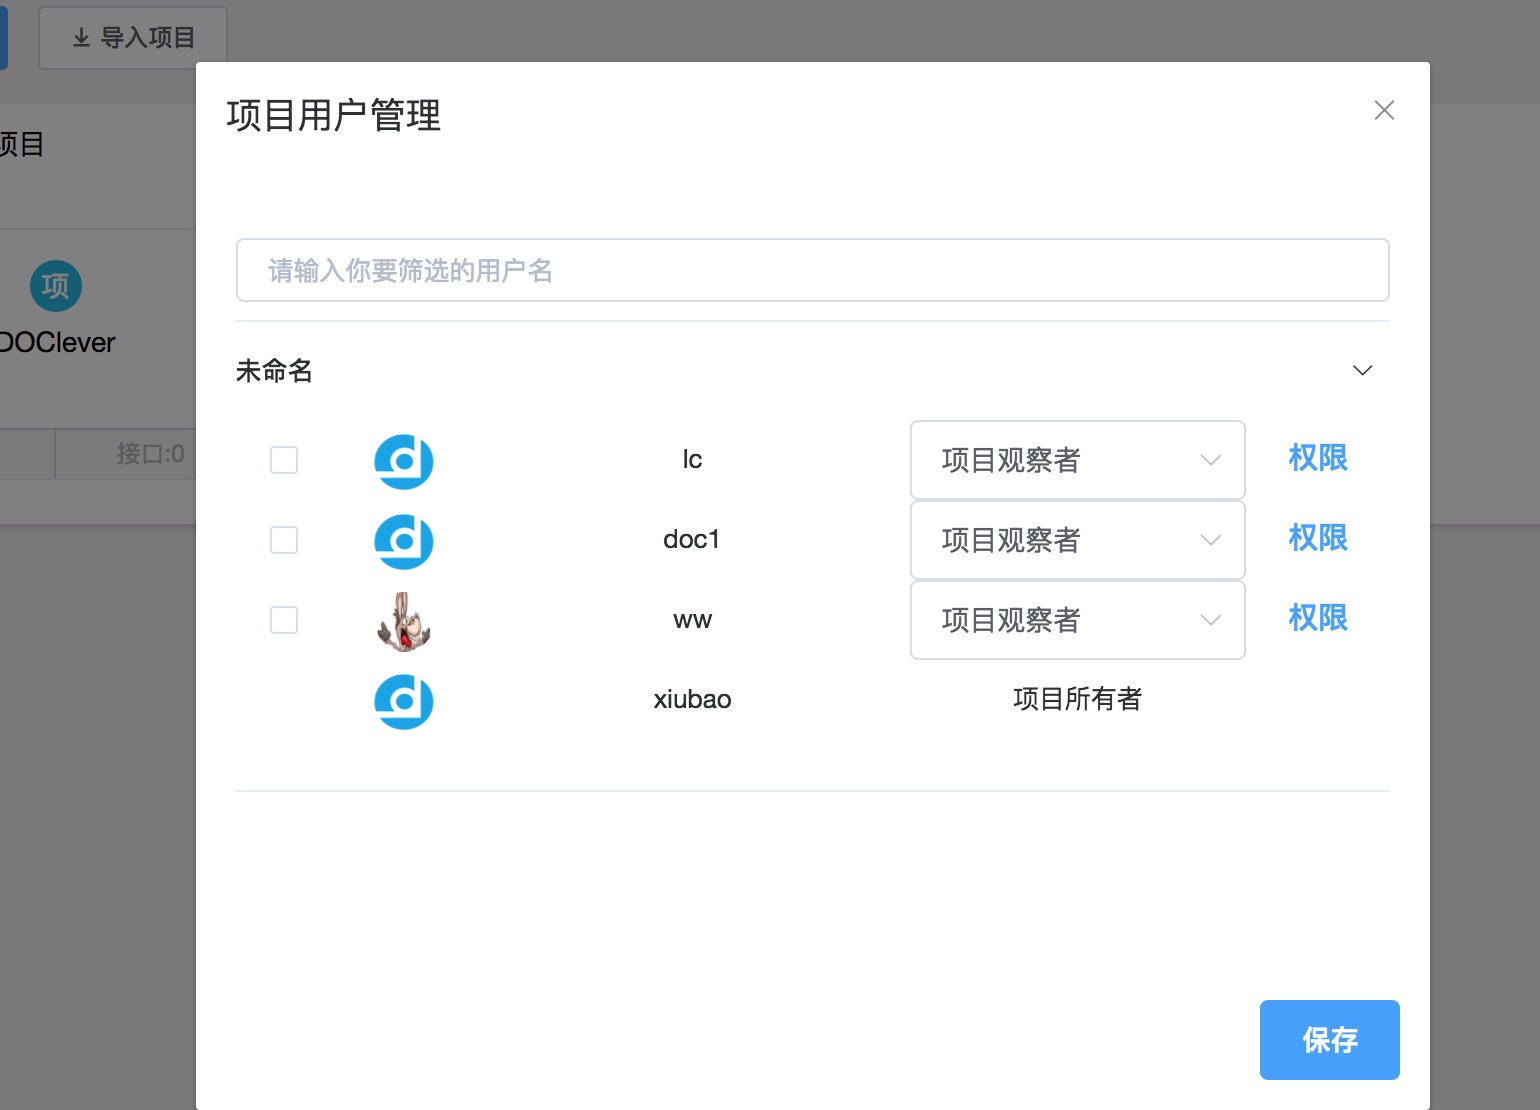 导入项目
项目用户管理
项目
请输入你要筛选的用户名
项
DOClever
未命名
接口:0
lc 项目观察者 权限
doc1 项目观察者 权限
ww 项目观察者 权限
xiubao 项目所有者
保存